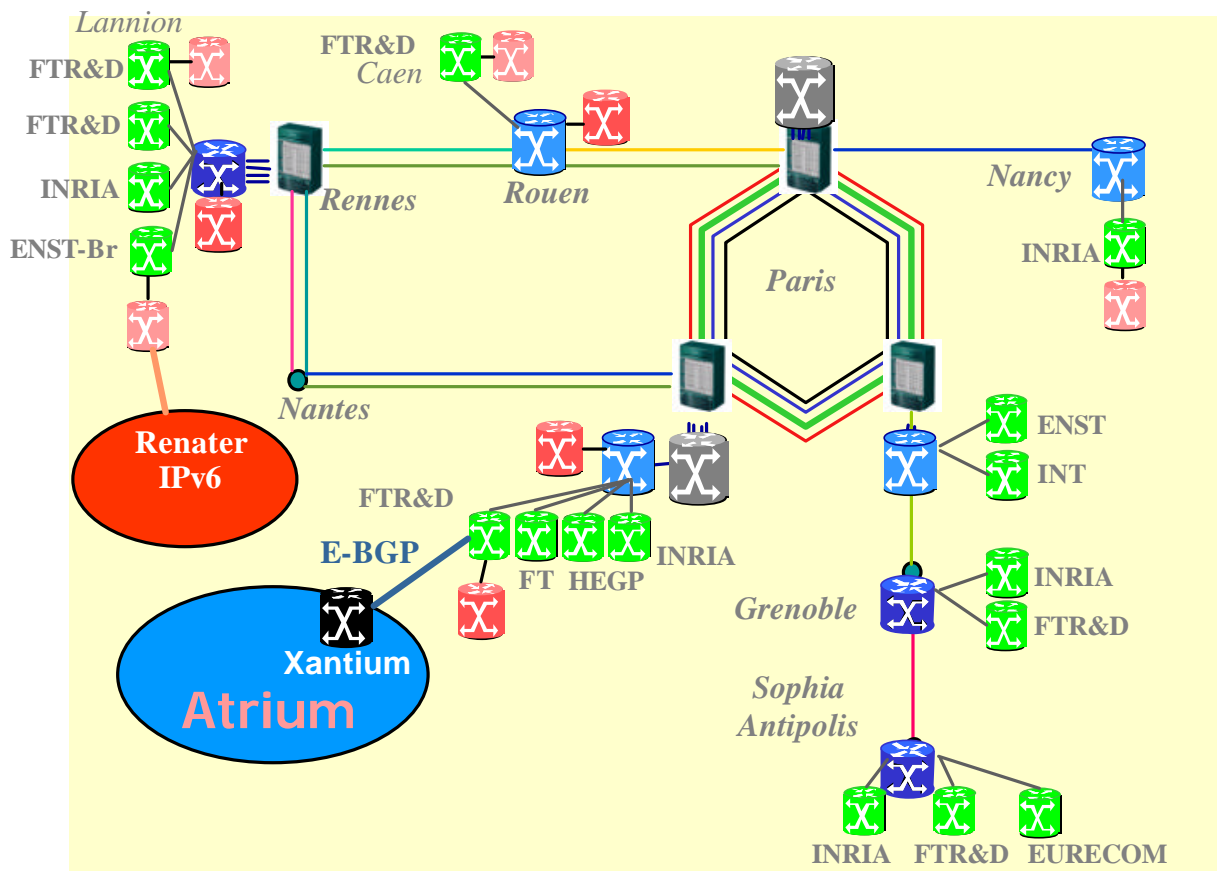 Lannion
FTR&D
FTR&D
INRIA
ENST-Br
FTR&D
Caen
Rennes
Rouen
Nancy
INRIA
Paris
Nantes
Renater
IPv6
FTR&D
E-BGP
FT
HEGP
INRIA
ENST
INT
Xantium
Atrium
Grenoble
INRIA
FTR&D
Sophia
Antipolis
INRIA
FTR&D
EURECOM